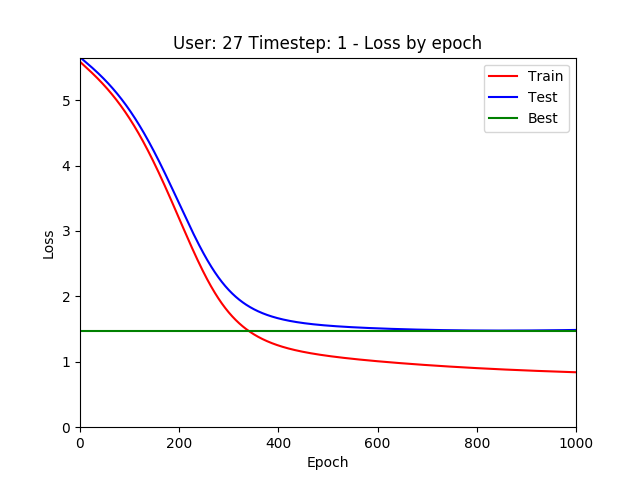 User: 27 Timestep: 1 - Loss by epoch
Train
Test
Best
5
4
3
2
1
0
Loss
0 200 400 600 800 1000
Epoch